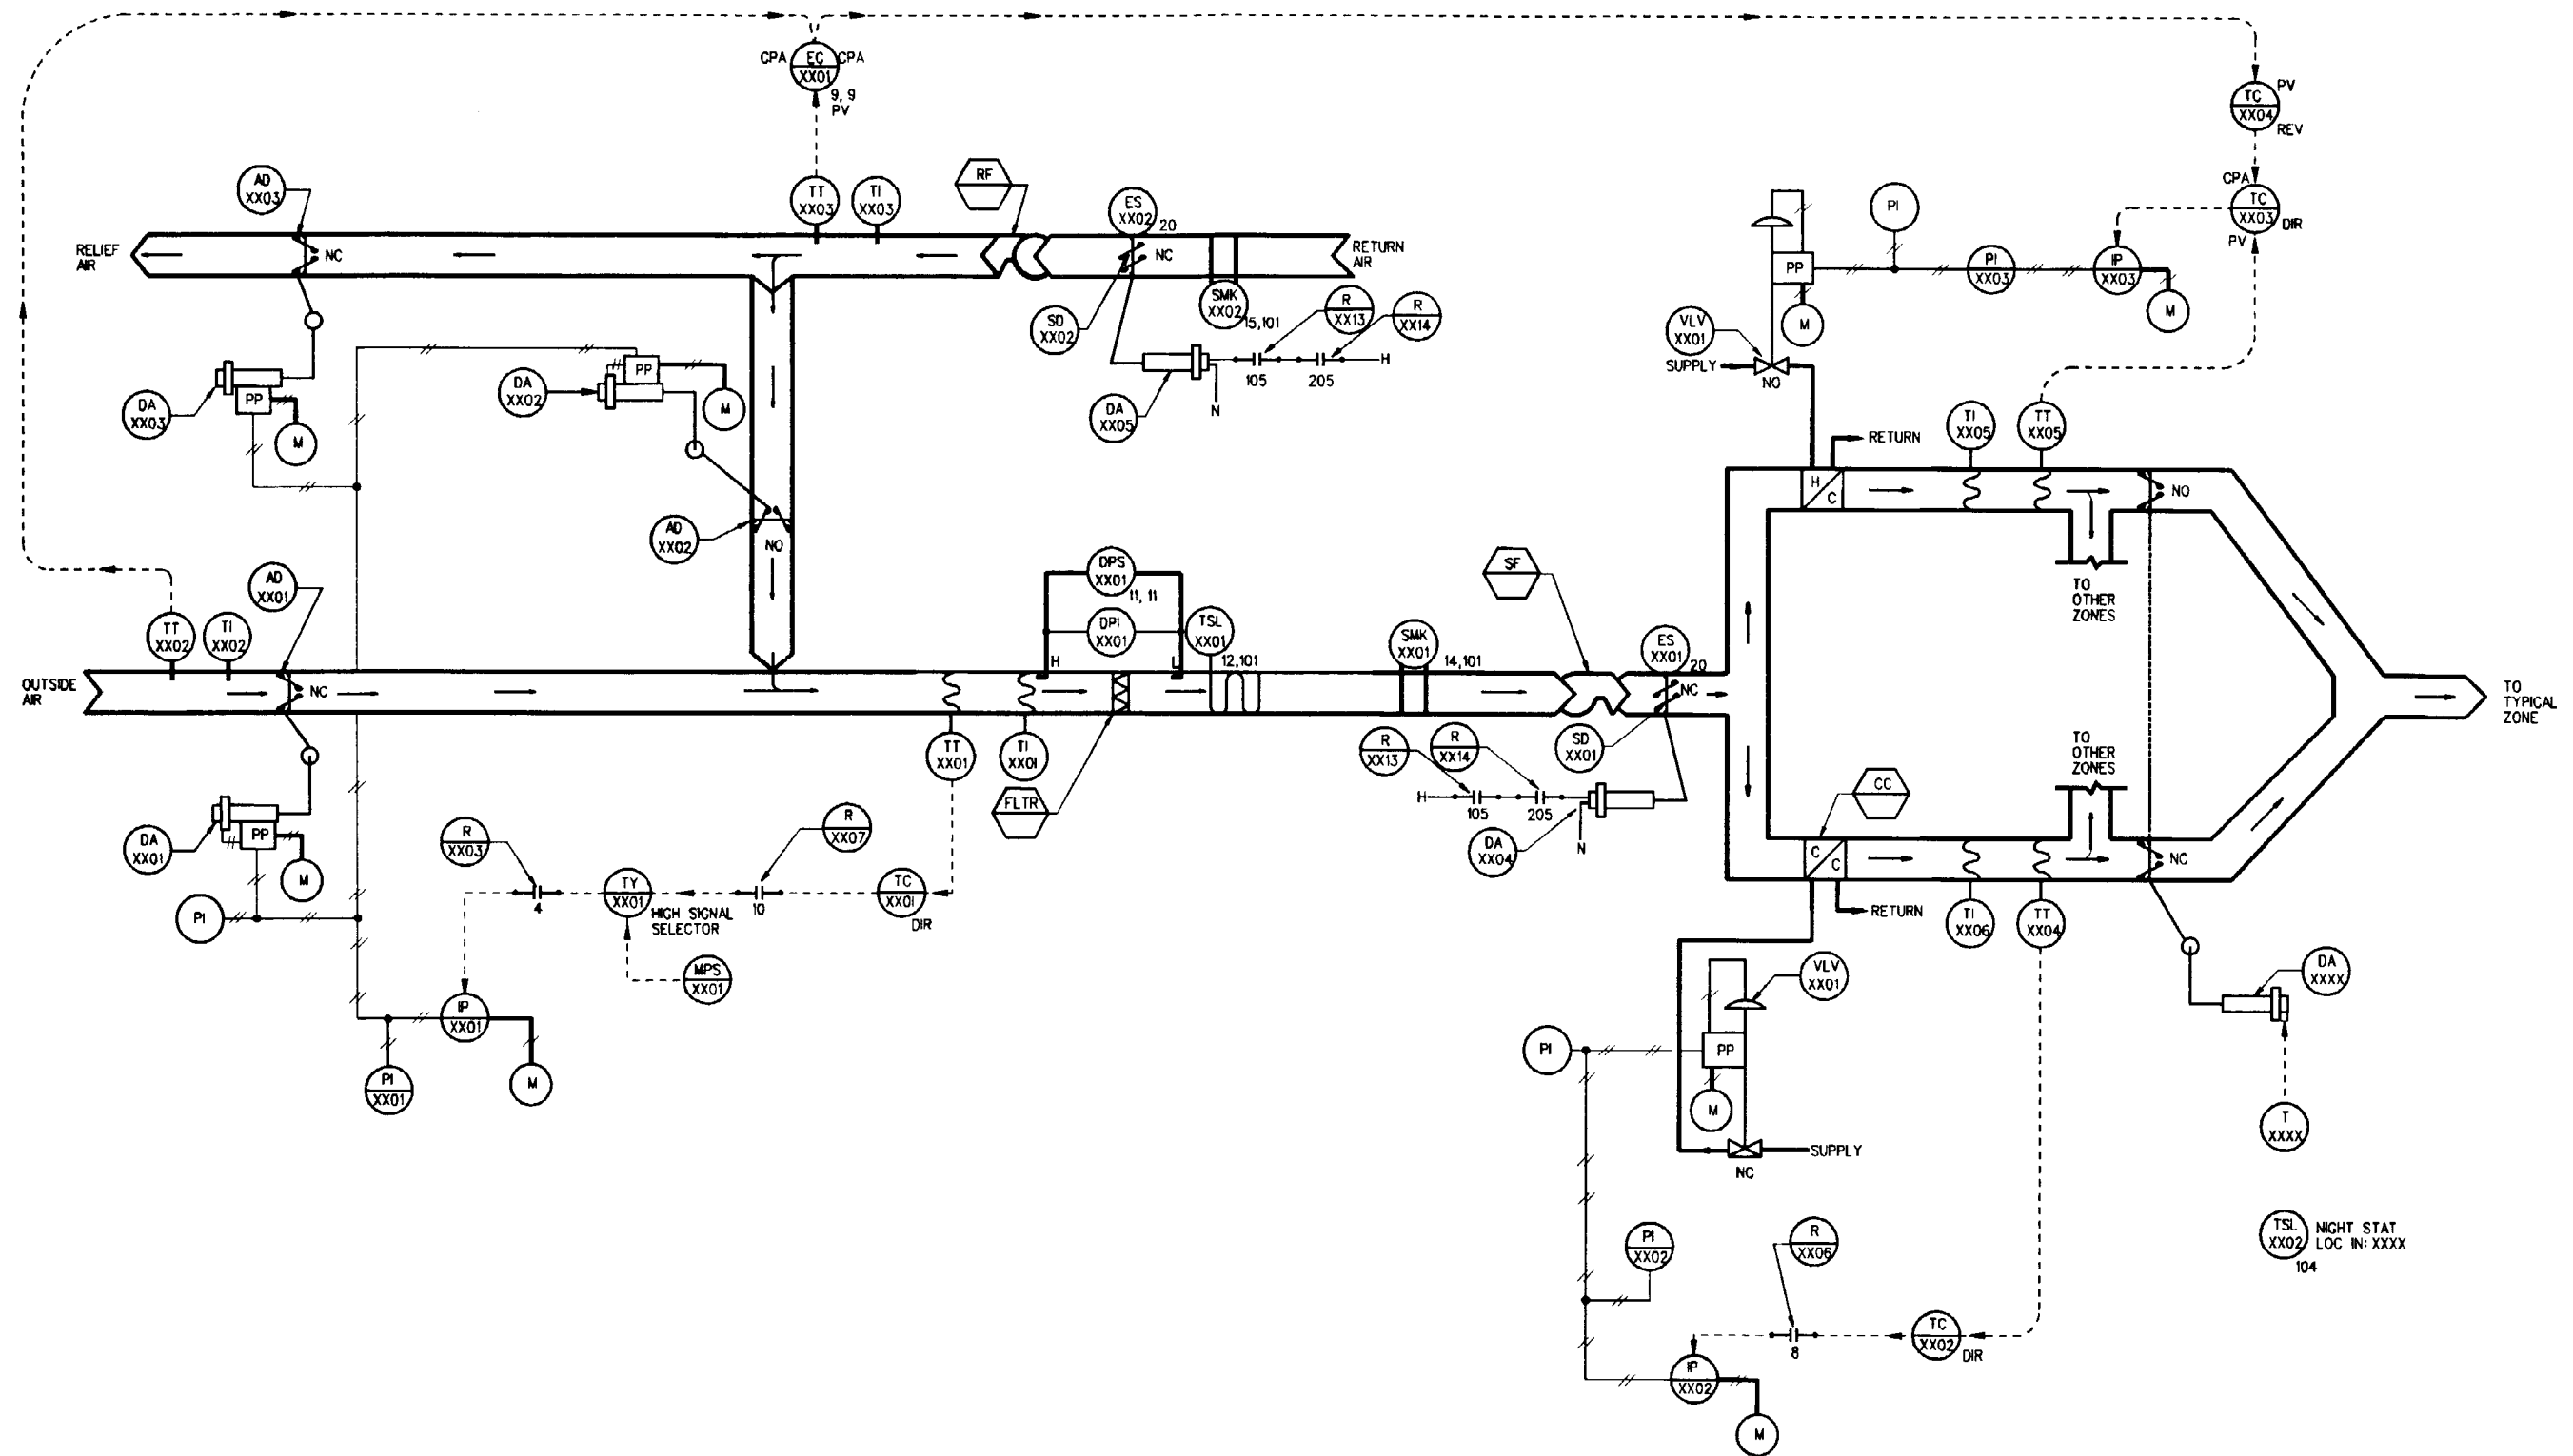 CPA
EC
XX01
CPA
9, 9
PV
TC
XX04
PV
REV
AD
XX03
TT
XX03
TI
XX03
RF
ES
XX02
20
PI
CPA
TC
XX03
DIR
PV
RELIEF
AIR
NC
NC
RETURN
AIR
PP
PI
XX03
IP
XX03
M
M
SMK
XX02
15,101
R
XX13
R
XX14
SD
XX02
VLV
XX01
SUPPLY
NO
H
105
205
N
DA
XX05
DA
XX03
PP
M
DA
XX02
PP
M
RETURN
TI
XX05
TT
XX05
H
C
NO
AD
XX02
NO
AD
XX01
DPS
XX01
11, 11
DPI
XX01
TSL
XX01
12,101
SF
TO
OTHER
ZONES
TT
XX02
TI
XX02
H
L
SMK
XX01
14,101
ES
XX01
20
OUTSIDE
AIR
NC
NC
TO
TYPICAL
ZONE
TT
XX01
TI
XX01
FLTR
R
XX13
R
XX14
SD
XX01
H
105
205
N
DA
XX04
TO
OTHER
ZONES
CC
C
C
NC
DA
XX01
PP
M
PI
R
XX03
4
TY
XX01
HIGH SIGNAL
SELECTOR
R
XX07
10
TC
XX01
DIR
MPS
XX01
RETURN
TI
XX06
TT
XX04
IP
XX01
M
PI
XX01
VLV
XX01
DA
XXXX
PI
PP
M
T
XXXX
SUPPLY
NC
PI
XX02
R
XX06
8
TC
XX02
DIR
IP
XX02
M
TSL
XX02
NIGHT STAT
LOC IN: XXXX
104